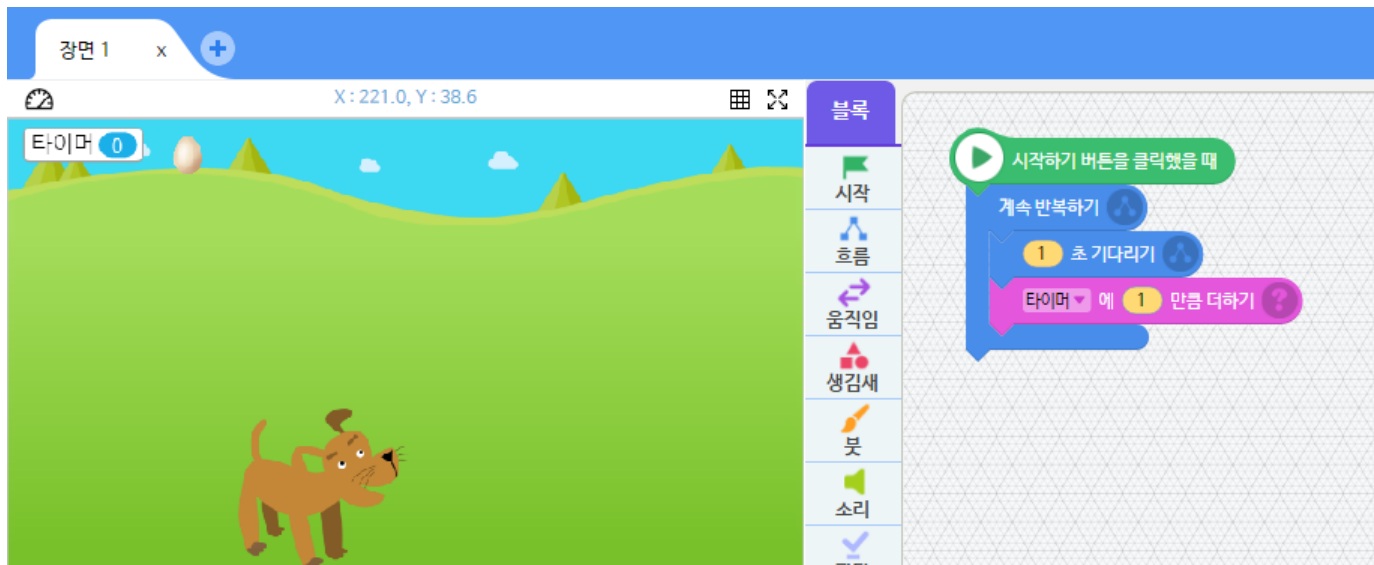 장면 1 x
X : 221.0, Y : 38.6
타이머 0
블록
시작
흐름
움직임
생김새
붓
소리
시작하기 버튼을 클릭했을 때
계속 반복하기
1 초 기다리기
타이머 에 1 만큼 더하기 ?